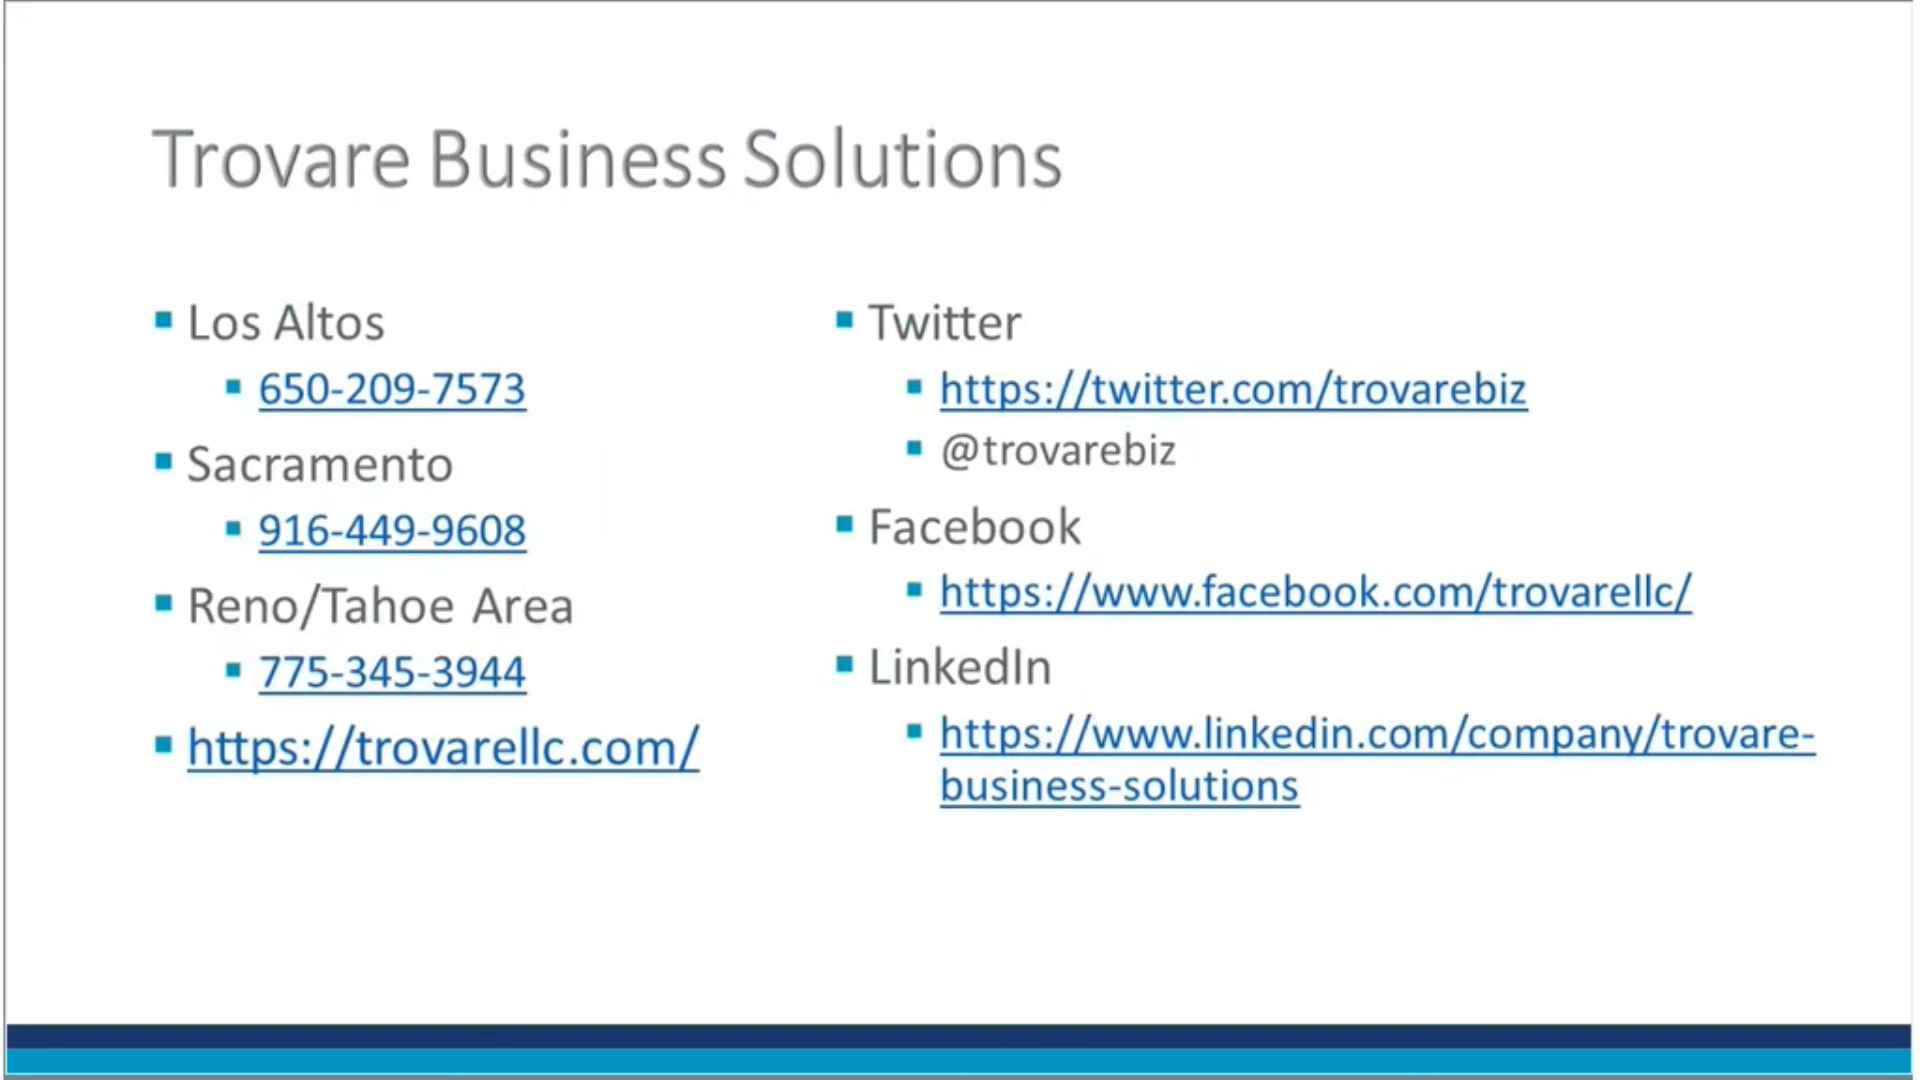 Trovare Business Solutions
Los Altos
650-209-7573
Sacramento
916-449-9608
Reno/Tahoe Area
775-345-3944
https://trovarellc.com/
Twitter
https://twitter.com/trovarebiz
@trovarebiz
Facebook
https://www.facebook.com/trovarellc/
LinkedIn
https://www.linkedin.com/company/trovare-
business-solutions